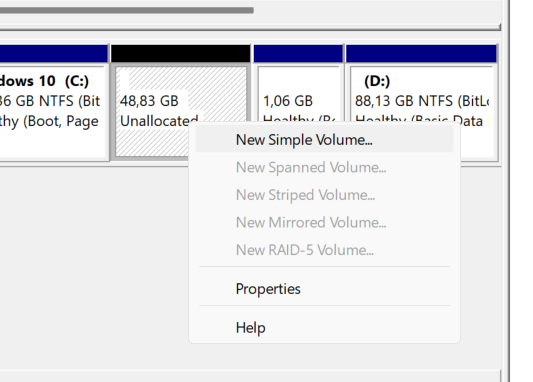 dows 10 (C:)
36 GB NTFS (Bit
thy (Boot, Page
48,83 GB
Unallocated
1,06 GB
Healthy (Re
(D:)
88,13 GB NTFS (BitLo
Healthy (Basic Data
New Simple Volume...
New Spanned Volume...
New Striped Volume...
New Mirrored Volume...
New RAID-5 Volume...
Properties
Help